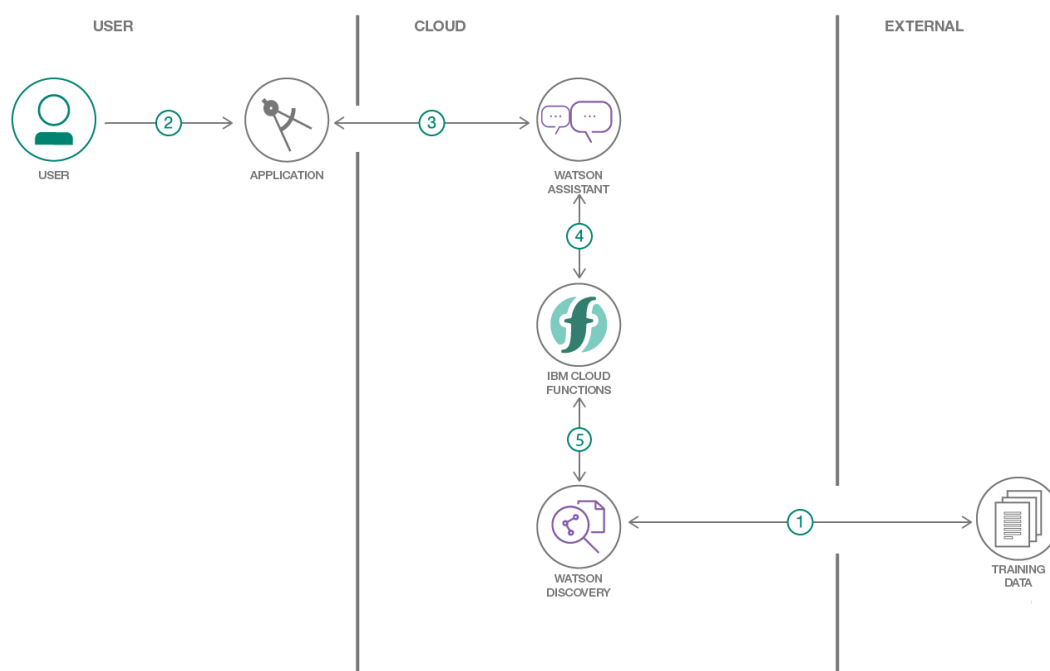 USER
CLOUD
EXTERNAL
2
3
USER
APPLICATION
WATSON
ASSISTANT
4
IBM CLOUD
FUNCTIONS
5
1
WATSON
DISCOVERY
TRAINING
DATA